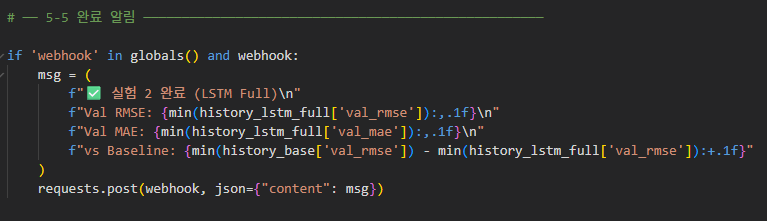 # ── 5-5 완료 알림 ──────────────────────────────────────────────────
if 'webhook' in globals() and webhook:
    msg = (
        f"✅ 실험 2 완료 (LSTM Full)\n"
        f"Val RMSE: {min(history_lstm_full['val_rmse']):,.1f}\n"
        f"Val MAE: {min(history_lstm_full['val_mae']):,.1f}\n"
        f"vs Baseline: {min(history_base['val_rmse']) - min(history_lstm_full['val_rmse']):+.1f}"
    )
    requests.post(webhook, json={"content": msg})